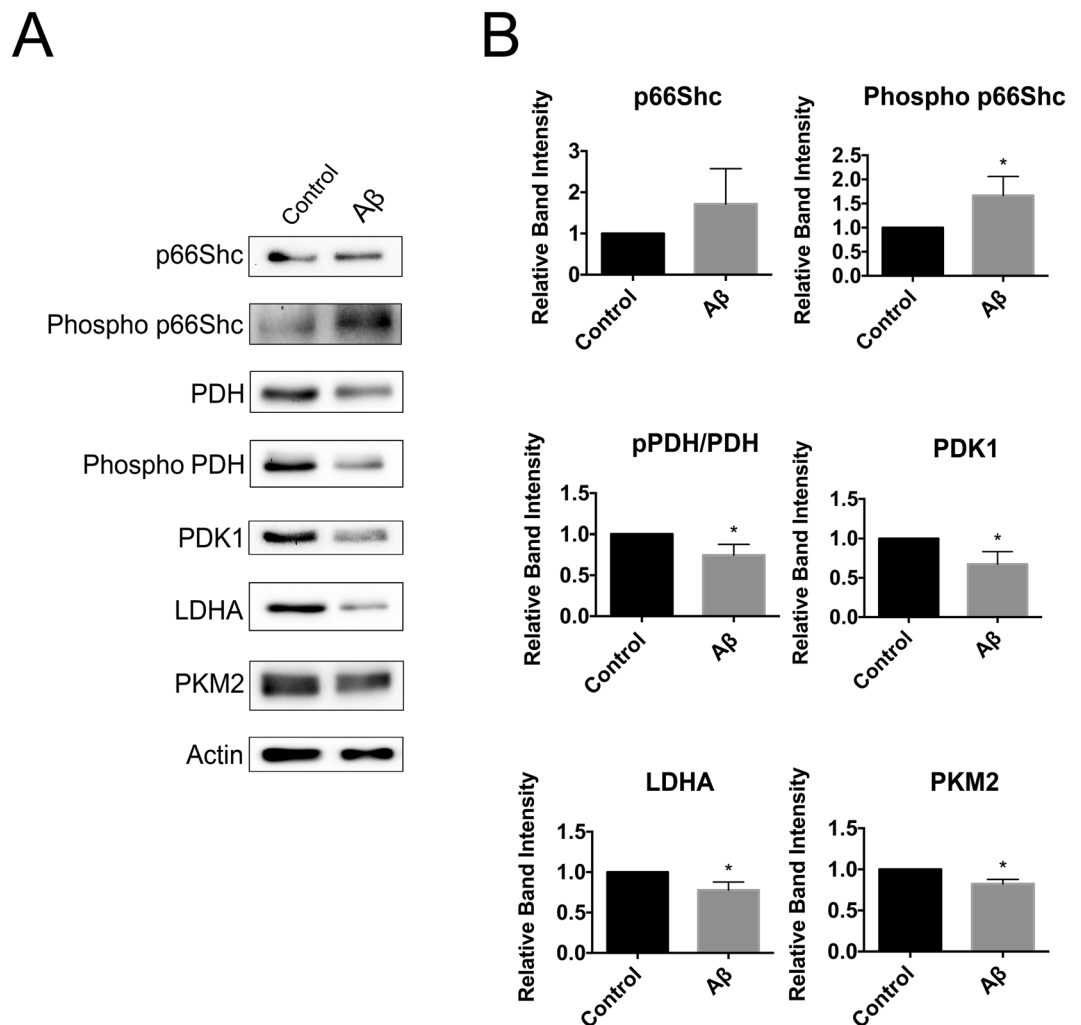 A
Control
Aβ
p66Shc
Phospho p66Shc
PDH
Phospho PDH
PDK1
LDHA
PKM2
Actin
B
p66Shc
Relative Band Intensity
3
2
1
0
Control
Aβ
Phospho p66Shc
Relative Band Intensity
2.5
2.0
1.5
1.0
0.5
0.0
*
Control
Aβ
pPDH/PDH
Relative Band Intensity
1.5
1.0
0.5
0.0
*
Control
Aβ
PDK1
Relative Band Intensity
1.5
1.0
0.5
0.0
*
Control
Aβ
LDHA
Relative Band Intensity
1.5
1.0
0.5
0.0
*
Control
Aβ
PKM2
Relative Band Intensity
1.5
1.0
0.5
0.0
*
Control
Aβ